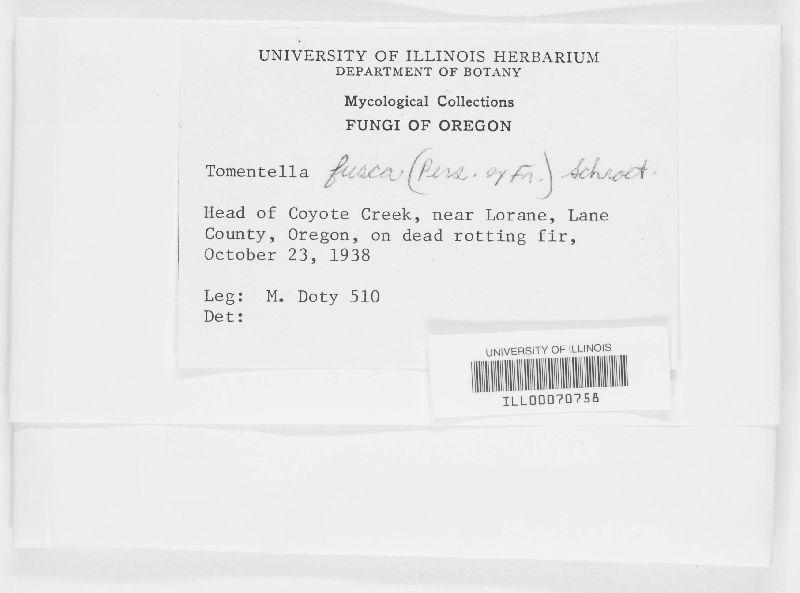 UNIVERSITY OF ILLINOIS HERBARIUM
DEPARTMENT OF BOTANY
Mycological Collections
FUNGI OF OREGON
Tomentella fusca (Pers. ex Fr.) Schroet.
Head of Coyote Creek, near Lorane, Lane
County, Oregon, on dead rotting fir,
October 23, 1938
Leg: M. Doty 510
Det:
UNIVERSITY OF ILLINOIS
ILL00070758